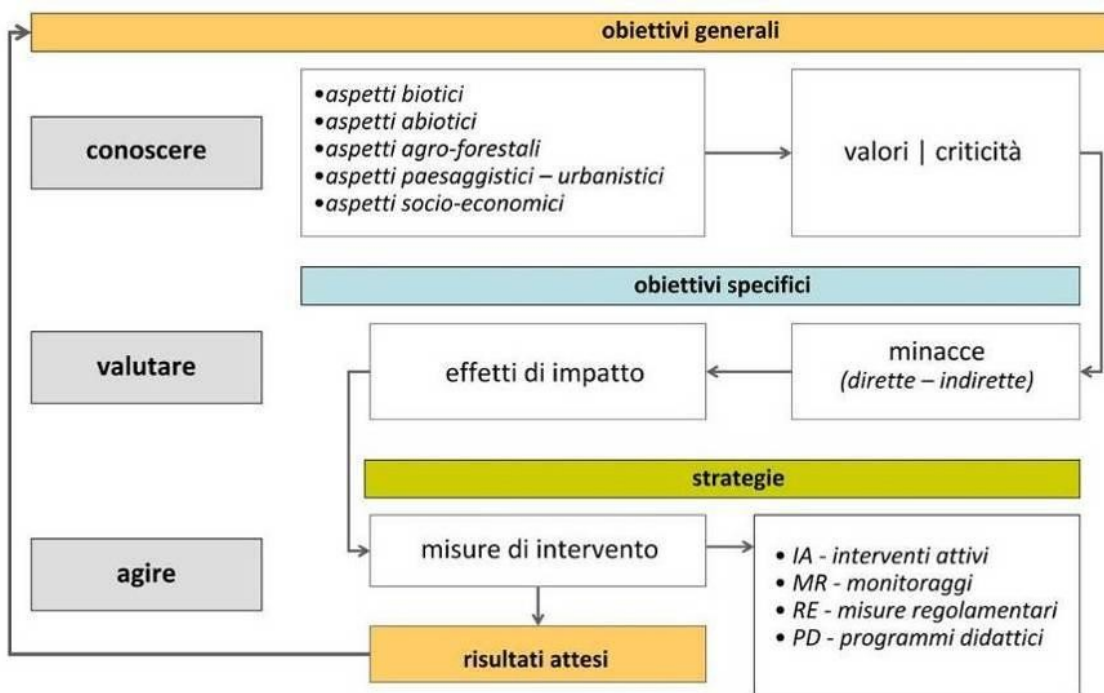 obiettivi generali
conoscere
•aspetti biotici
•aspetti abiotici
•aspetti agro-forestali
•aspetti paesaggistici – urbanistici
•aspetti socio-economici
valori | criticità
obiettivi specifici
valutare
effetti di impatto
minacce
(dirette – indirette)
strategie
agire
misure di intervento
• IA - interventi attivi
• MR - monitoraggi
• RE - misure regolamentari
• PD - programmi didattici
risultati attesi